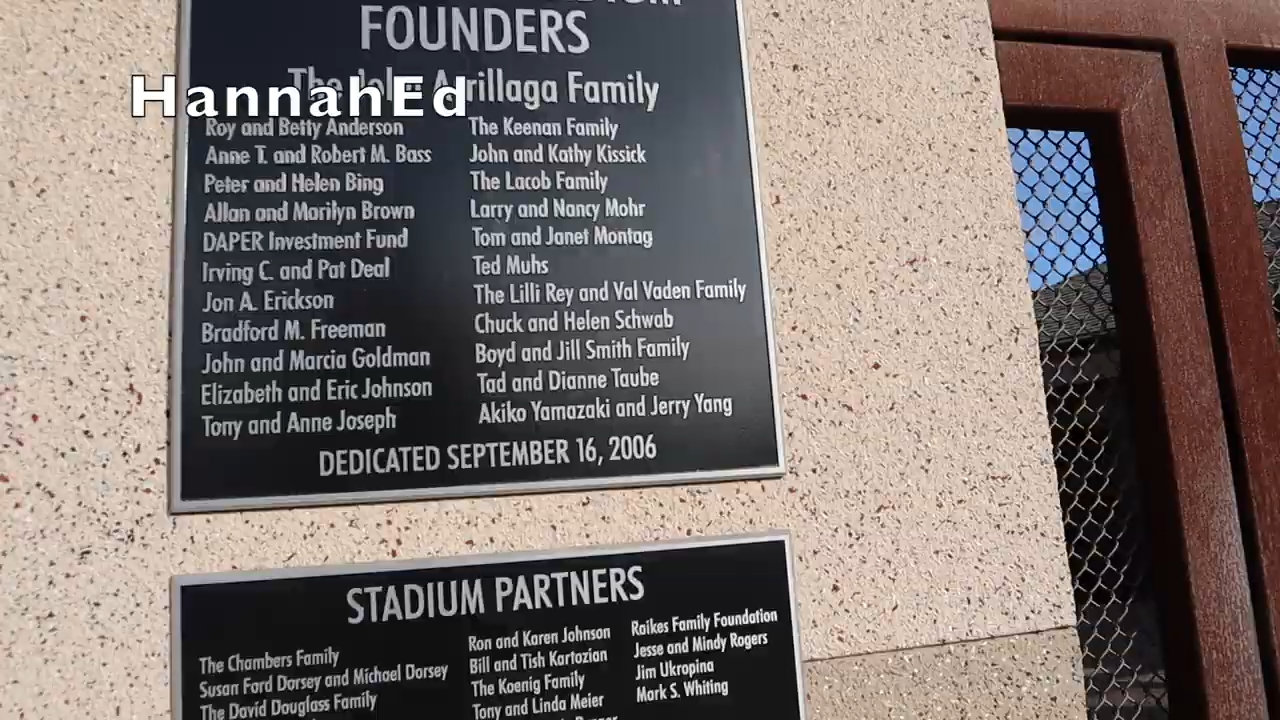 FOUNDERS
HannahEd
The John Arrillaga Family
Roy and Betty Anderson
Anne T. and Robert M. Bass
Peter and Helen Bing
Allan and Marilyn Brown
DAPER Investment Fund
Irving C. and Pat Deal
Jon A. Erickson
Bradford M. Freeman
John and Marcia Goldman
Elizabeth and Eric Johnson
Tony and Anne Joseph
The Keenan Family
John and Kathy Kissick
The Lacob Family
Larry and Nancy Mohr
Tom and Janet Montag
Ted Muhs
The Lilli Rey and Val Vaden Family
Chuck and Helen Schwab
Boyd and Jill Smith Family
Tad and Dianne Taube
Akiko Yamazaki and Jerry Yang
DEDICATED SEPTEMBER 16, 2006
STADIUM PARTNERS
The Chambers Family
Susan Ford Dorsey and Michael Dorsey
The David Douglass Family
Ron and Karen Johnson
Bill and Tish Kartozian
The Koenig Family
Tony and Linda Meier
Raikes Family Foundation
Jesse and Mindy Rogers
Jim Ukropina
Mark S. Whiting